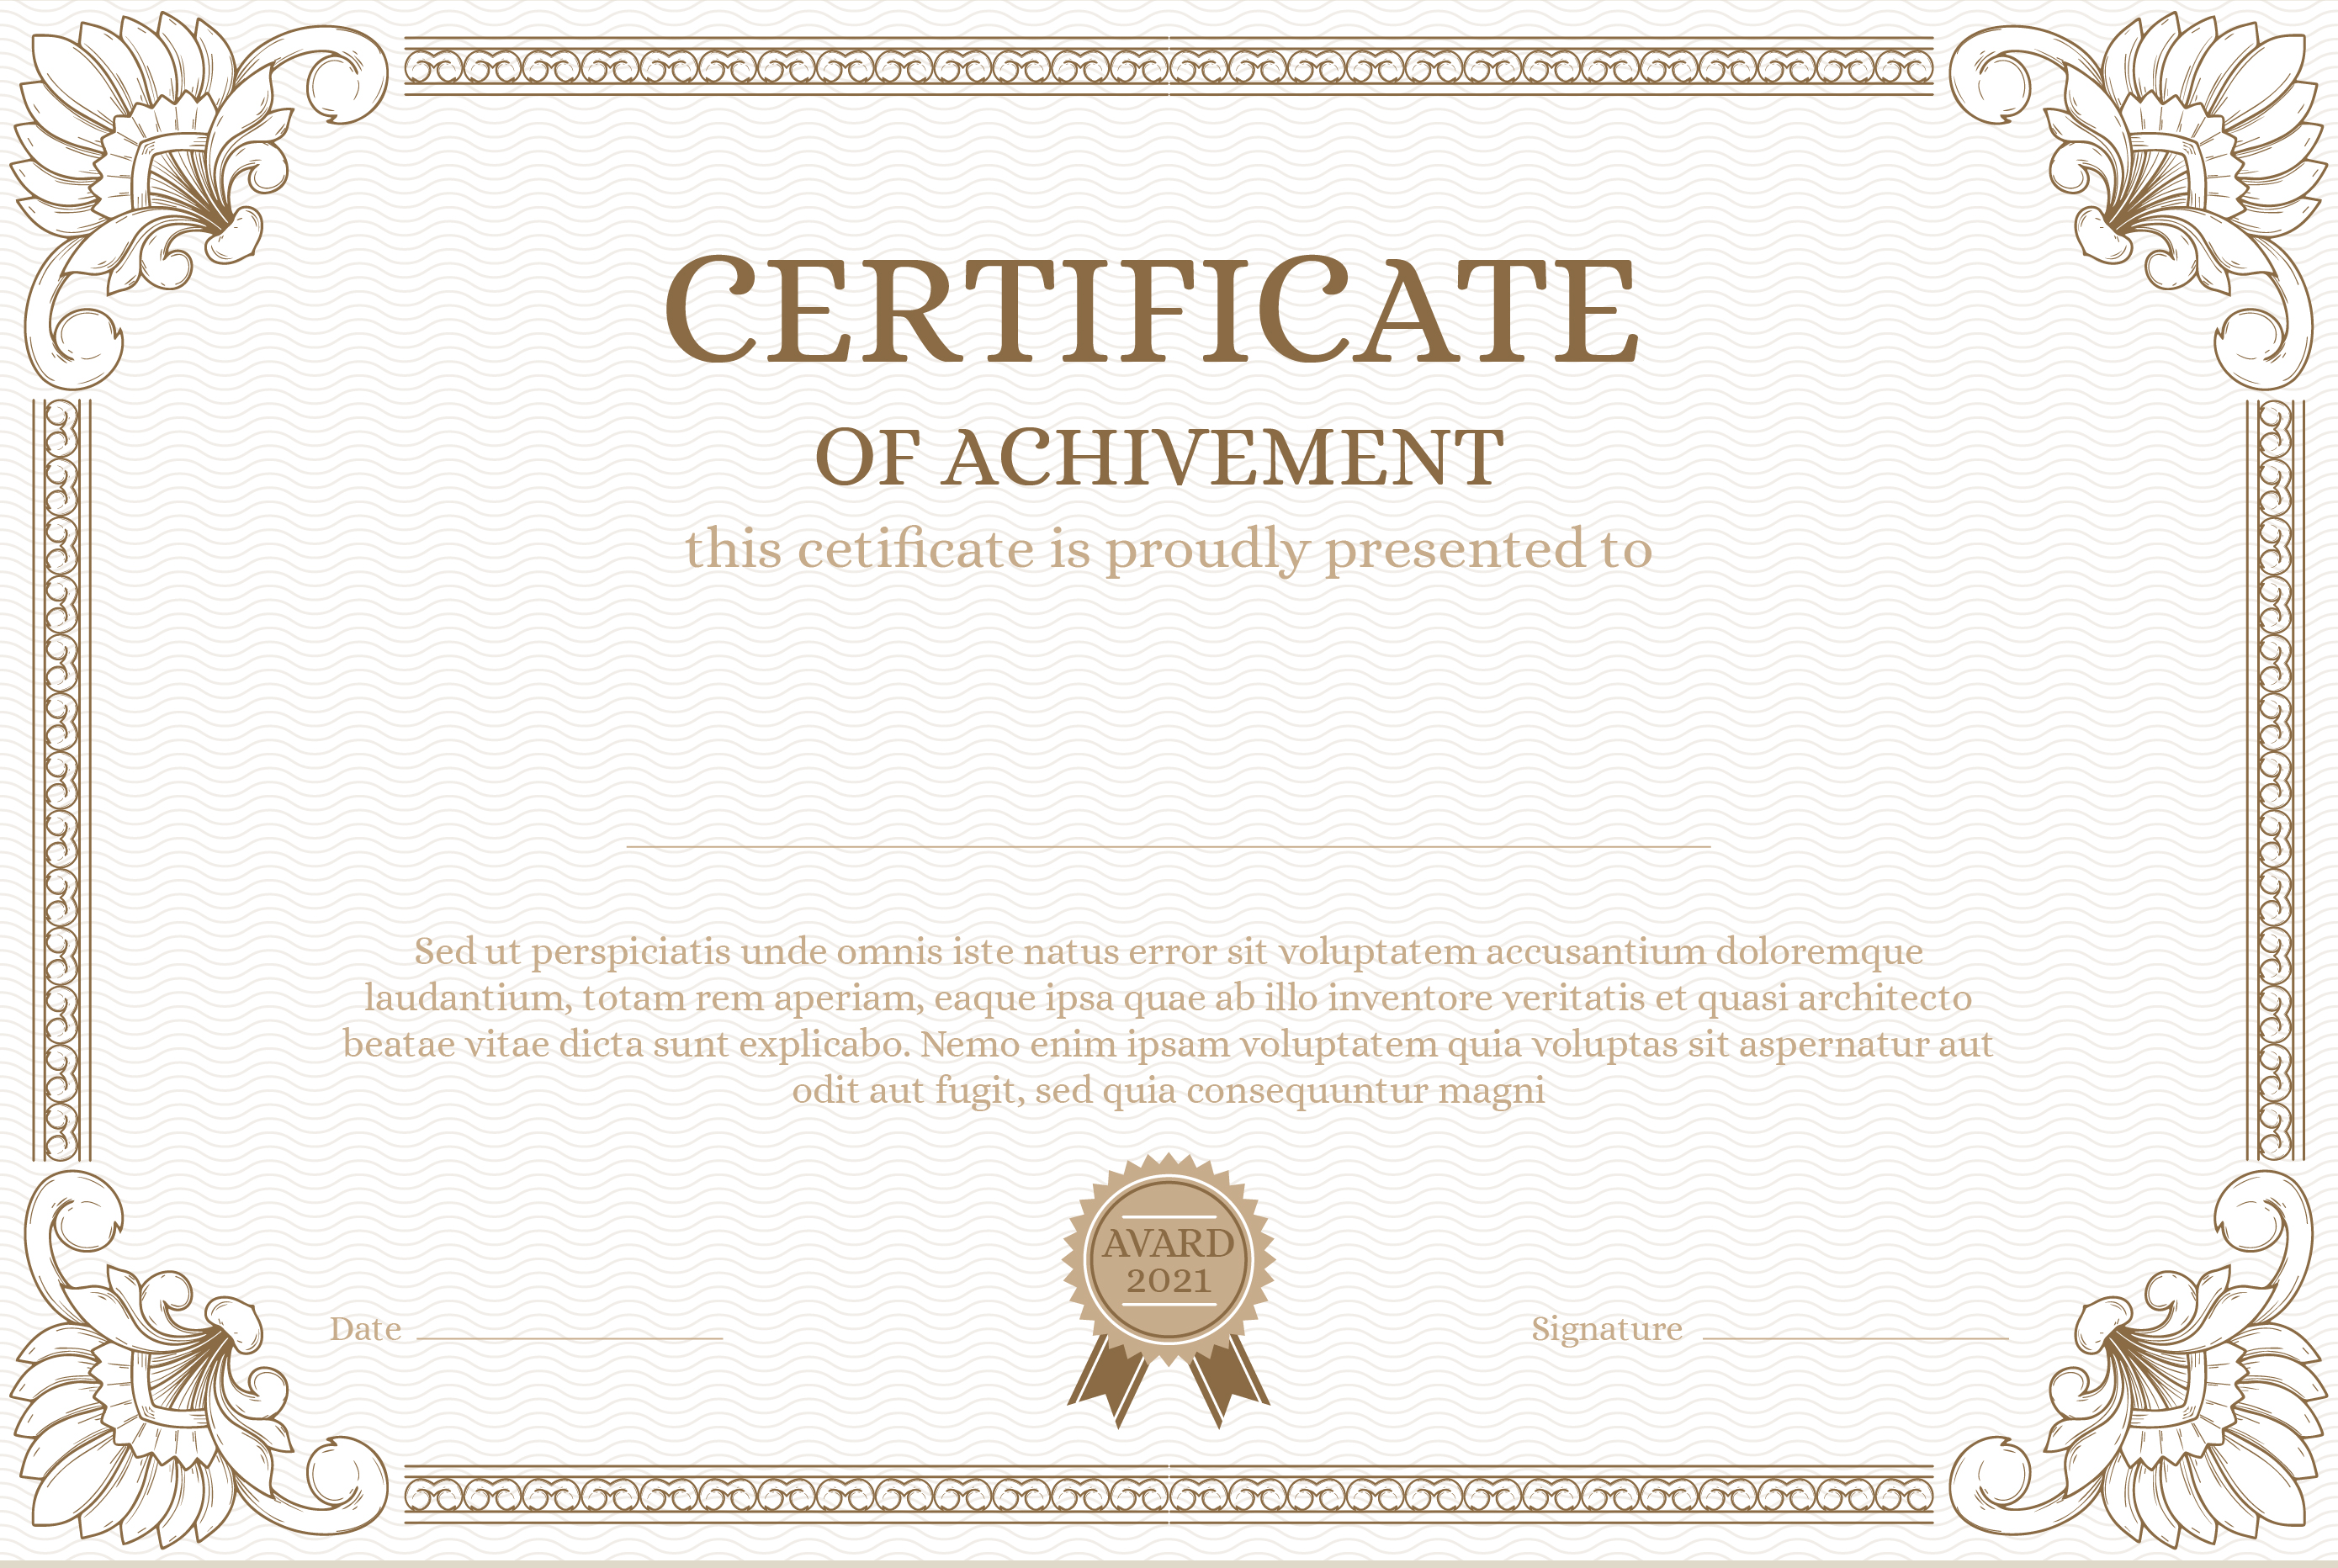 CERTIFICATE
OF ACHIVEMENT
this cetificate is proudly presented to
Sed ut perspiciatis unde omnis iste natus error sit voluptatem accusantium doloremque
laudantium, totam rem aperiam, eaque ipsa quae ab illo inventore veritatis et quasi architecto
beatae vitae dicta sunt explicabo. Nemo enim ipsam voluptatem quia voluptas sit aspernatur aut
odit aut fugit, sed quia consequuntur magni
AVARD
2021
Date
Signature